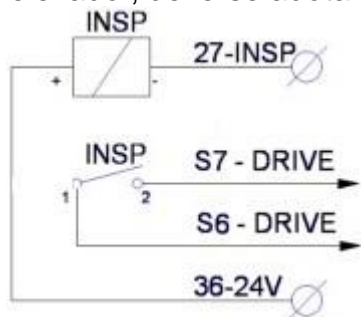 INSP
27-INSP
+ -
INSP
S7 - DRIVE
1 2
S6 - DRIVE
36-24V